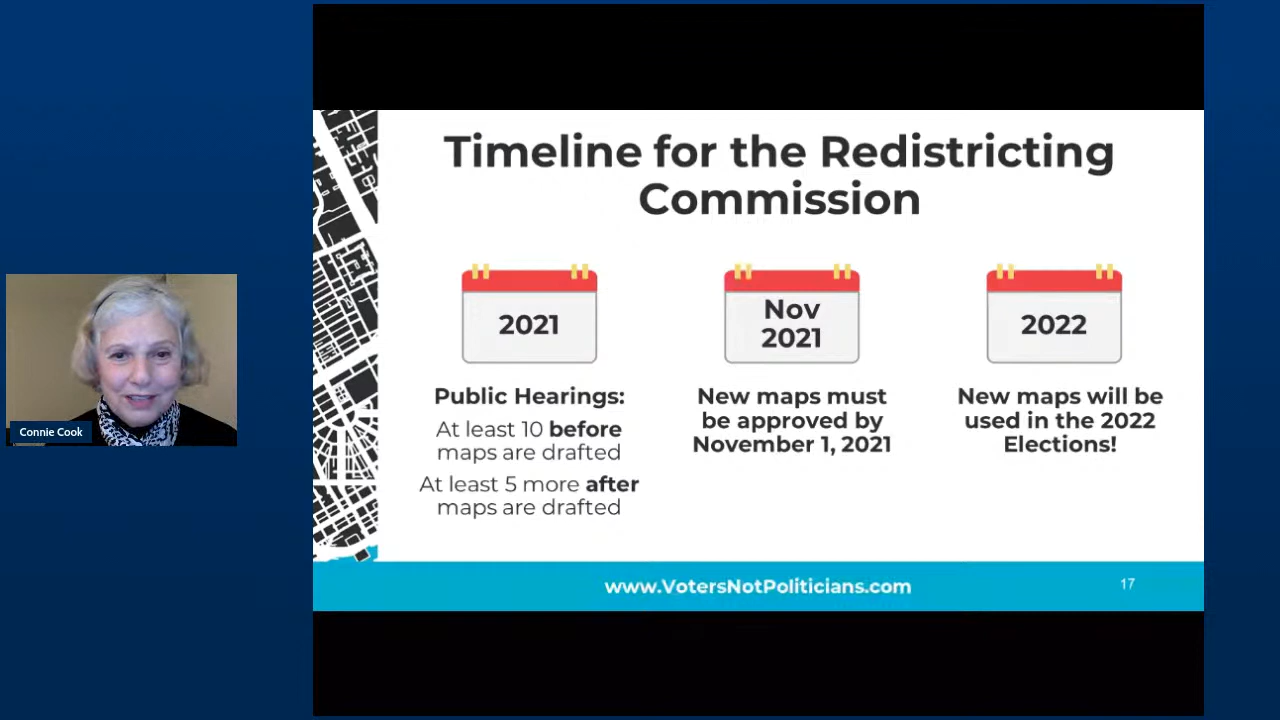 Timeline for the Redistricting
Commission
2021
Public Hearings:
At least 10 before
maps are drafted
At least 5 more after
maps are drafted
Nov
2021
New maps must
be approved by
November 1, 2021
2022
New maps will be
used in the 2022
Elections!
Connie Cook
www.VotersNotPoliticians.com
17